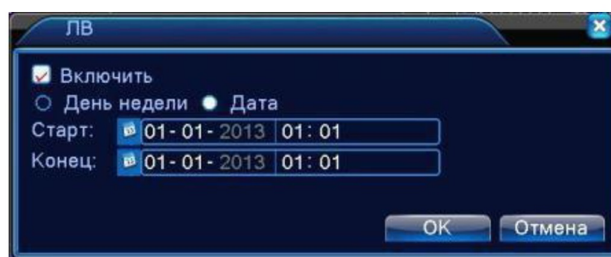 ЛВ
Включить
День недели Дата
Старт: 01-01-2013 01:01
Конец: 01-01-2013 01:01
OK Отмена